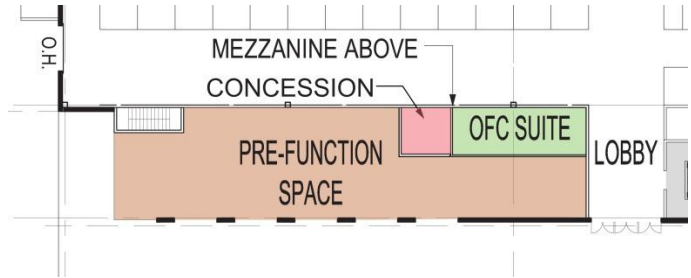 O.H.
MEZZANINE ABOVE
CONCESSION
OFC SUITE
PRE-FUNCTION
SPACE
LOBBY